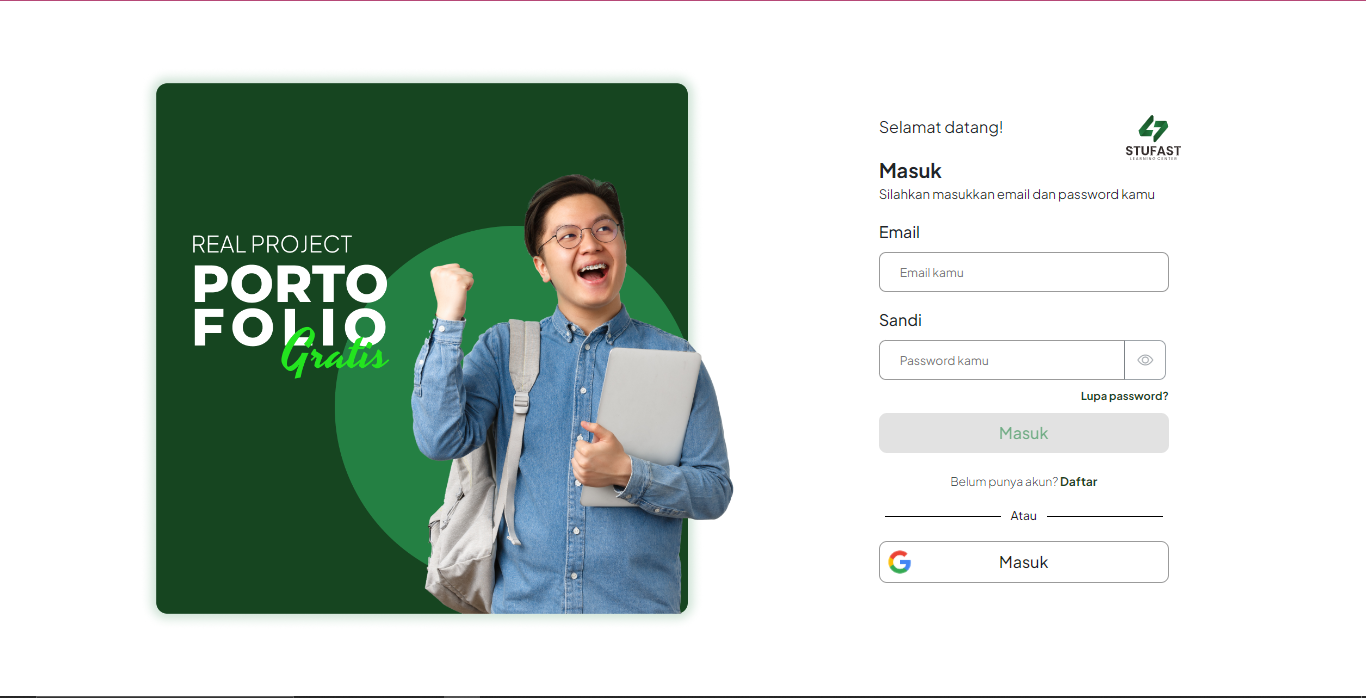 REAL PROJECT
PORTO
FOLIO
Gratis
Selamat datang!
STUFAST
LEARNING CENTER
Masuk
Silahkan masukkan email dan password kamu
Email
Email kamu
Sandi
Password kamu
Lupa password?
Masuk
Belum punya akun? Daftar
Atau
Masuk